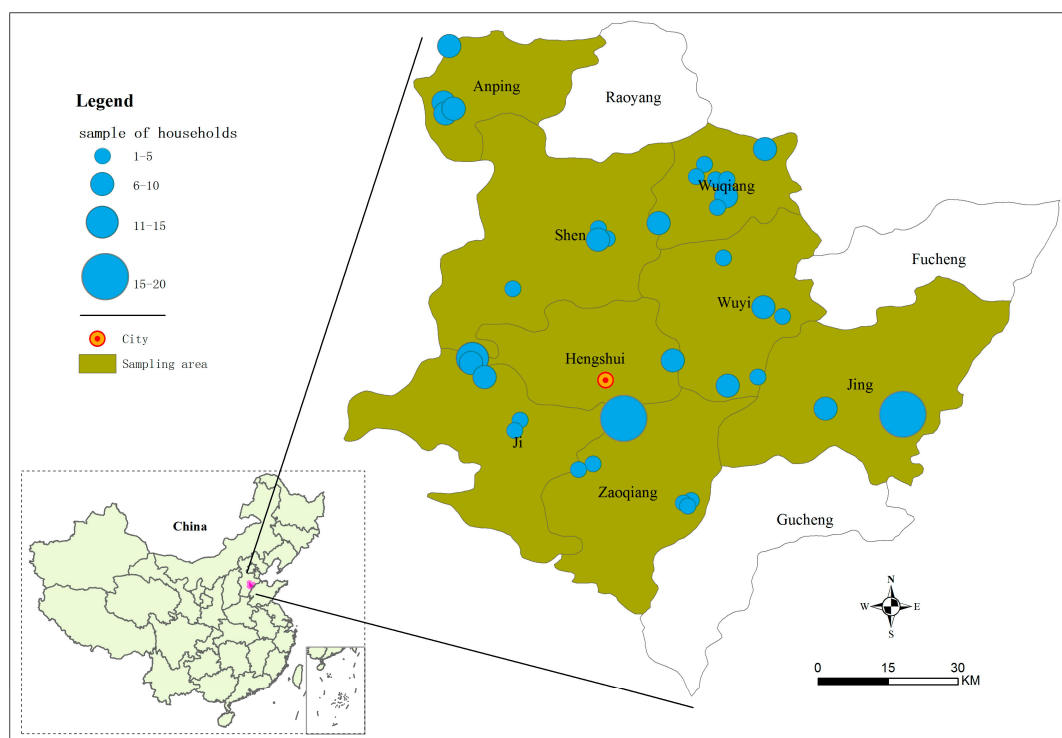 Anping
Raoyang
Legend
sample of households
1-5
6-10
11-15
15-20
City
Sampling area
Wuqiang
Shen
Fucheng
Wuyi
Hengshui
Jing
Ji
Zaoqiang
Gucheng
China
N
W E
S
0 15 30
KM